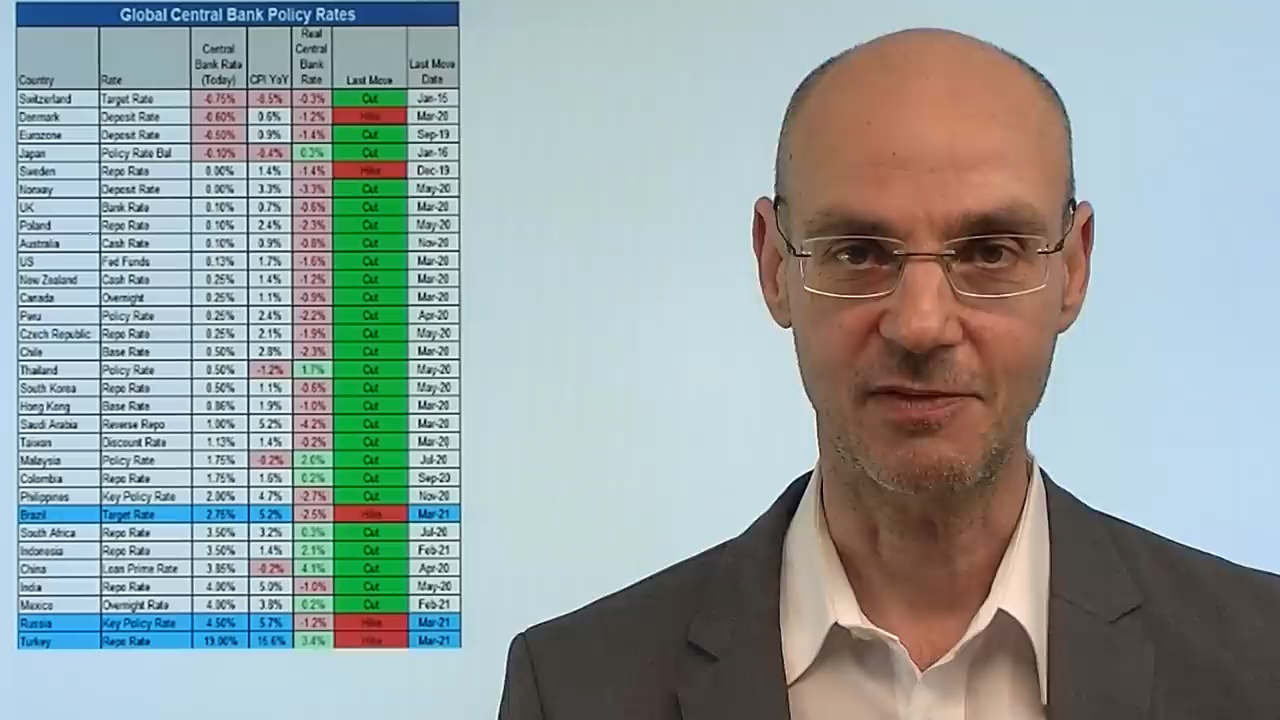 Global Central Bank Policy Rates
Country Rate Central Bank Rate (Today) CPI YoY Real Central Bank Rate Last Move Last Move Date
Switzerland Target Rate -0.75% -0.5% -0.3% Cut Jan-15
Denmark Deposit Rate -0.60% 0.6% -1.2% Hike Mar-20
Eurozone Deposit Rate -0.50% 0.9% -1.4% Cut Sep-19
Japan Policy Rate Bal -0.10% -0.4% 0.3% Cut Jan-16
Sweden Repo Rate 0.00% 1.4% -1.4% Hike Dec-19
Norway Deposit Rate 0.00% 3.3% -3.3% Cut May-20
UK Bank Rate 0.10% 0.7% -0.6% Cut Mar-20
Poland Repo Rate 0.10% 2.4% -2.3% Cut May-20
Australia Cash Rate 0.10% 0.9% -0.8% Cut Nov-20
US Fed Funds 0.13% 1.7% -1.6% Cut Mar-20
New Zealand Cash Rate 0.25% 1.4% -1.2% Cut Mar-20
Canada Overnight 0.25% 1.1% -0.9% Cut Mar-20
Peru Policy Rate 0.25% 2.4% -2.2% Cut Apr-20
Czech Republic Repo Rate 0.25% 2.1% -1.9% Cut May-20
Chile Base Rate 0.50% 2.8% -2.3% Cut Mar-20
Thailand Policy Rate 0.50% -1.2% 1.7% Cut May-20
South Korea Repo Rate 0.50% 1.1% -0.6% Cut May-20
Hong Kong Base Rate 0.86% 1.9% -1.0% Cut Mar-20
Saudi Arabia Reverse Repo 1.00% 5.2% -4.2% Cut Mar-20
Taiwan Discount Rate 1.13% 1.4% -0.2% Cut Mar-20
Malaysia Policy Rate 1.75% -0.2% 2.0% Cut Jul-20
Colombia Repo Rate 1.75% 1.6% 0.2% Cut Sep-20
Philippines Key Policy Rate 2.00% 4.7% -2.7% Cut Nov-20
Brazil Target Rate 2.75% 5.2% -2.5% Hike Mar-21
South Africa Repo Rate 3.50% 3.2% 0.3% Cut Jul-20
Indonesia Repo Rate 3.50% 1.4% 2.1% Cut Feb-21
China Loan Prime Rate 3.85% -0.2% 4.1% Cut Apr-20
India Repo Rate 4.00% 5.0% -1.0% Cut May-20
Mexico Overnight Rate 4.00% 3.8% 0.2% Cut Feb-21
Russia Key Policy Rate 4.50% 5.7% -1.2% Hike Mar-21
Turkey Repo Rate 19.00% 15.6% 3.4% Hike Mar-21